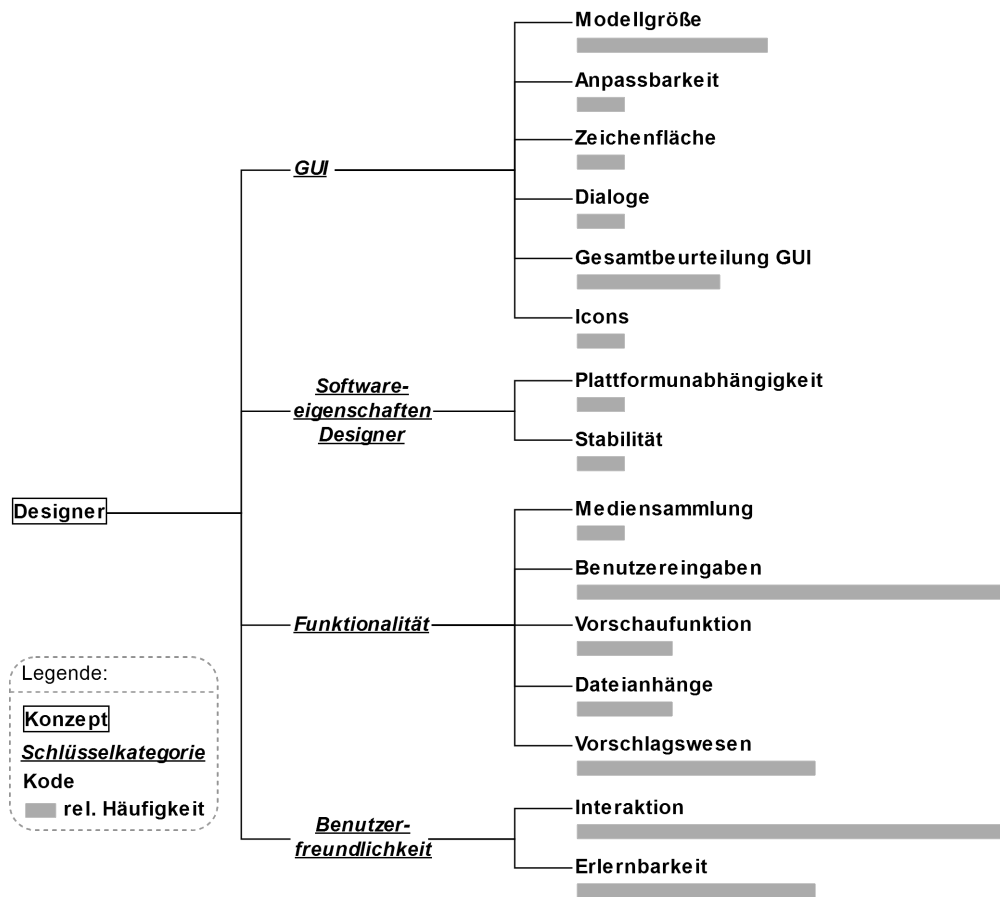 Modellgröße
Anpassbarkeit
Zeichenfläche
GUI
Dialoge
Gesamtbeurteilung GUI
Icons
Software-
eigenschaften
Designer
Plattformunabhängigkeit
Stabilität
Designer
Mediensammlung
Benutzereingaben
Funktionalität
Vorschaufunktion
Dateianhänge
Vorschlagswesen
Benutzer-
freundlichkeit
Interaktion
Erlernbarkeit
Legende:
Konzept
Schlüsselkategorie
Kode
rel. Häufigkeit